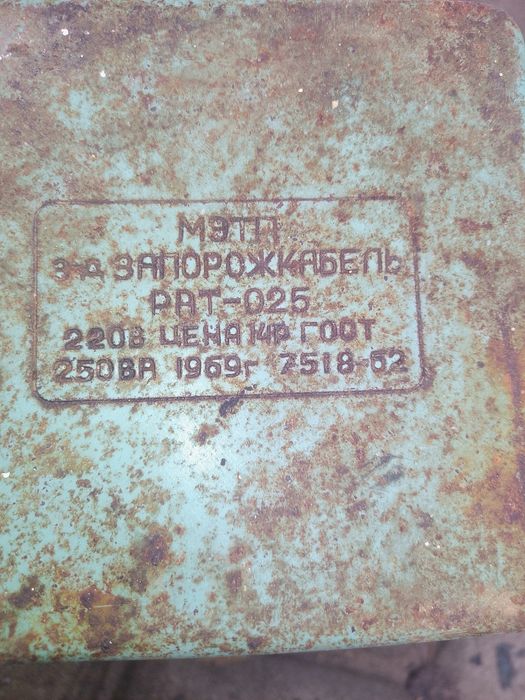 МЭТП
З-Д ЗАПОРОЖКАБЕЛЬ
РАТ-025
220В ЦЕНА 14Р ГОСТ
250ВА 1969г 7518-62